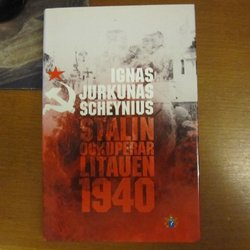 IGNAS
JURKUNAS
SCHEYNIUS
STALIN
OCKUPERAR
LITAUEN
1940